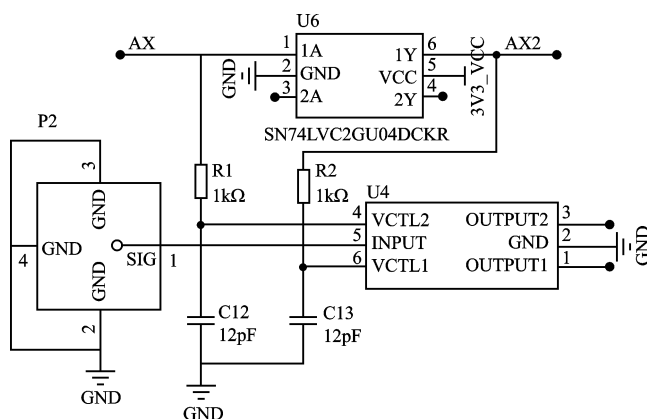 U6
AX
1
1A
1Y
6
AX2
GND
2
GND
VCC
5
3V3_VCC
3
2A
2Y
4
SN74LVC2GU04DCKR
P2
3
GND
R1
1kΩ
R2
1kΩ
U4
4
VCTL2
OUTPUT2
3
4
GND
SIG
1
5
INPUT
GND
2
GND
6
VCTL1
OUTPUT1
1
GND
2
C12
12pF
C13
12pF
GND
GND